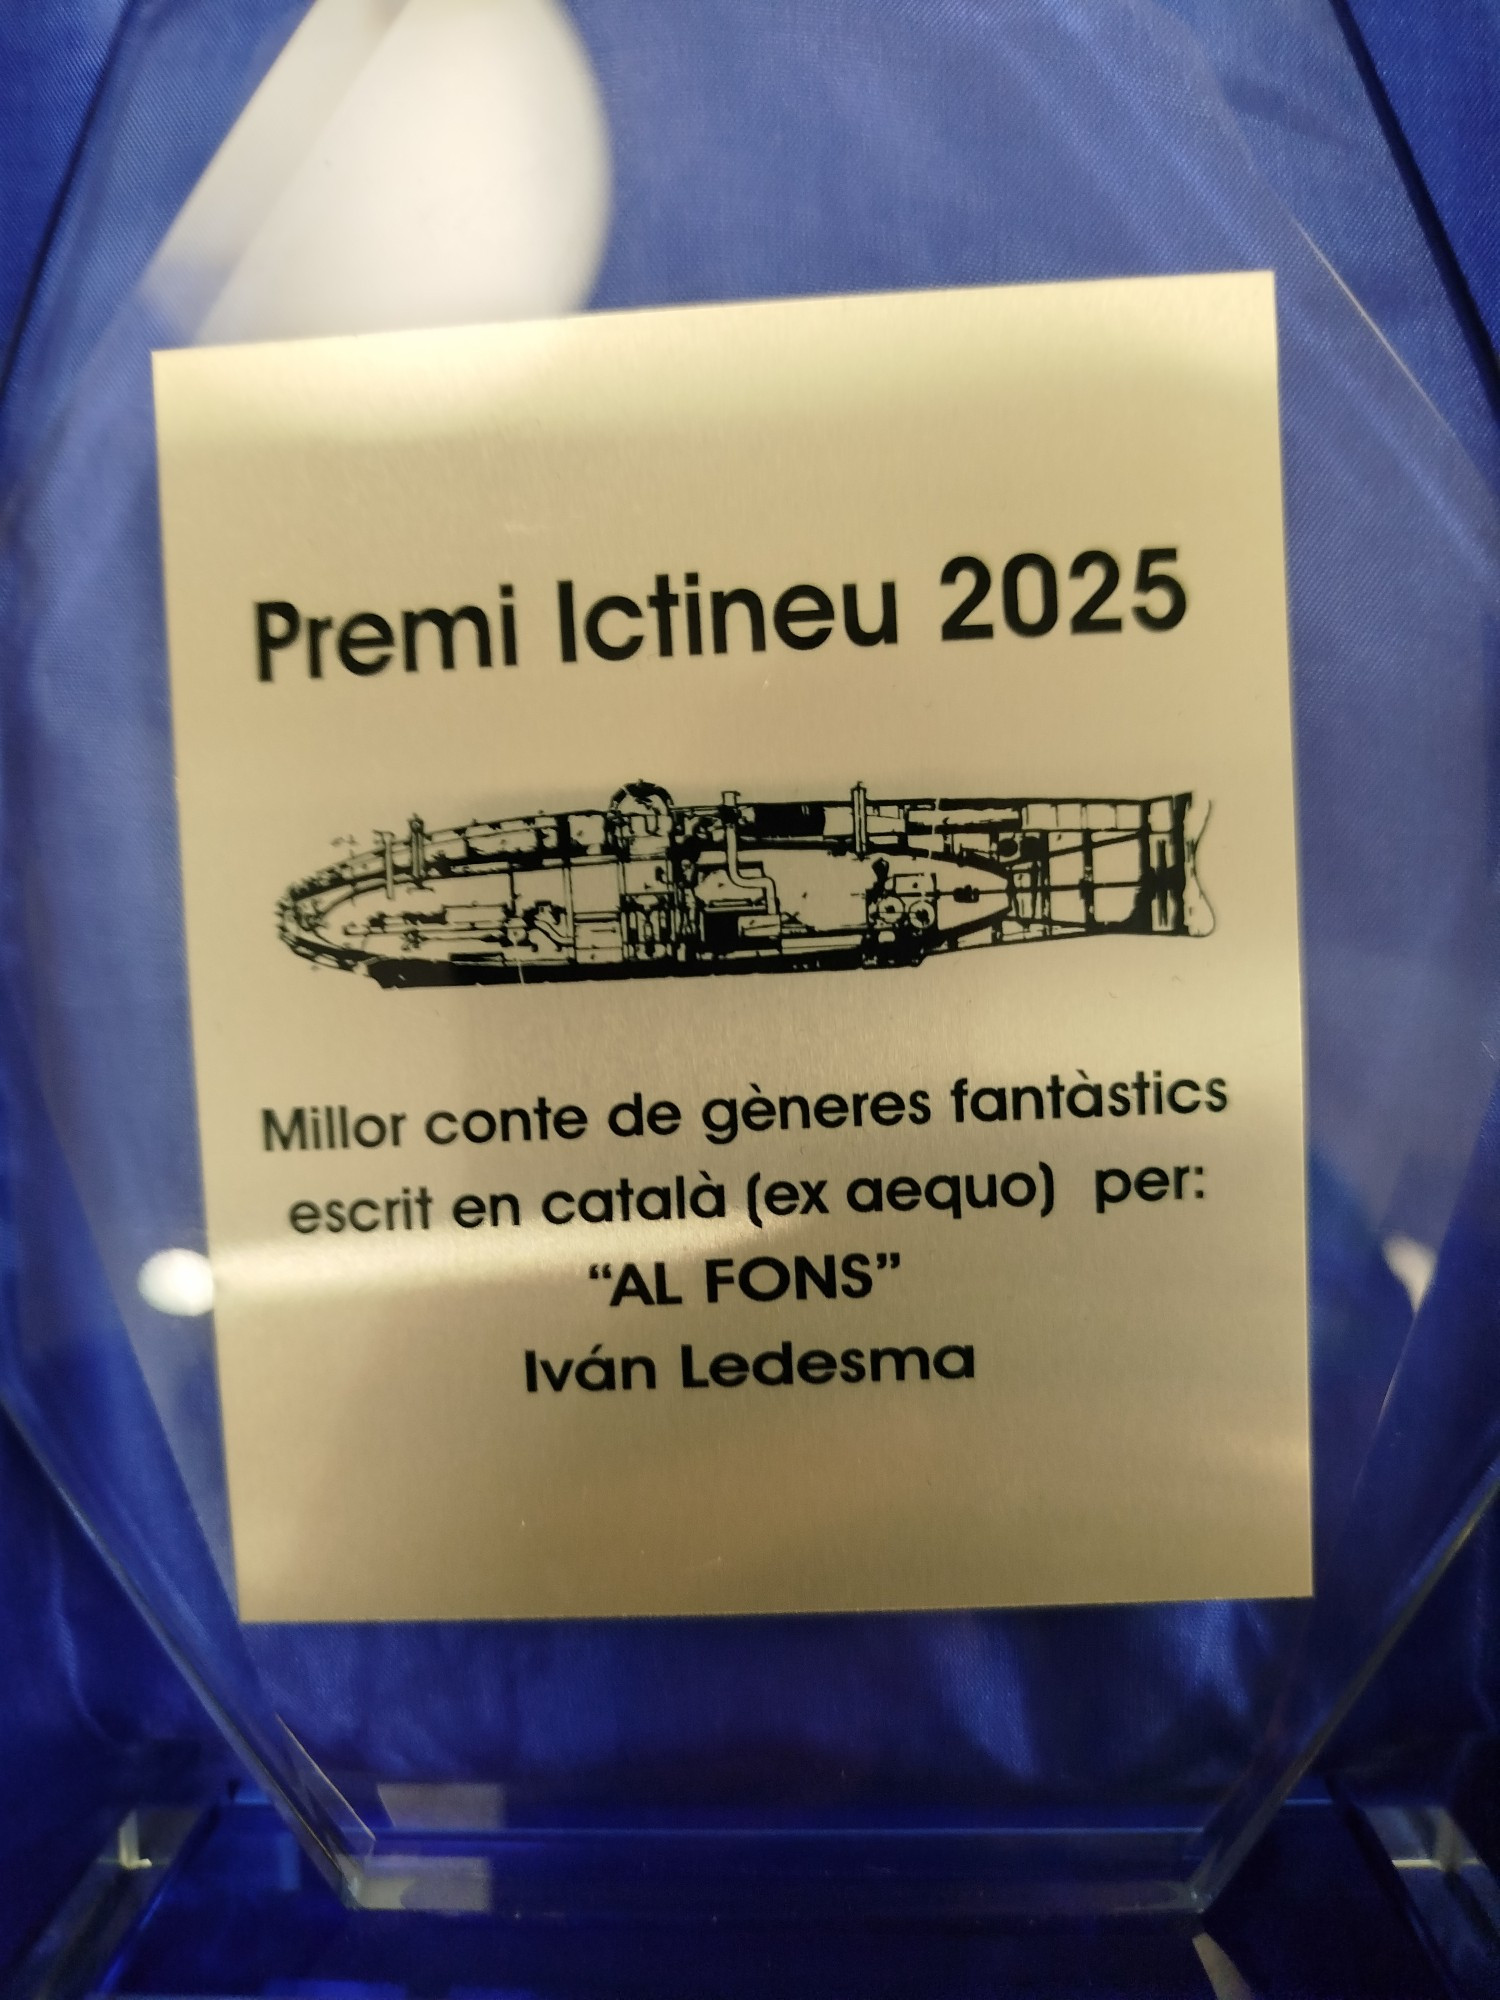 Premi Ictineu 2025
Millor conte de gèneres fantàstics
escrit en català (ex aequo) per:
“AL FONS”
Iván Ledesma